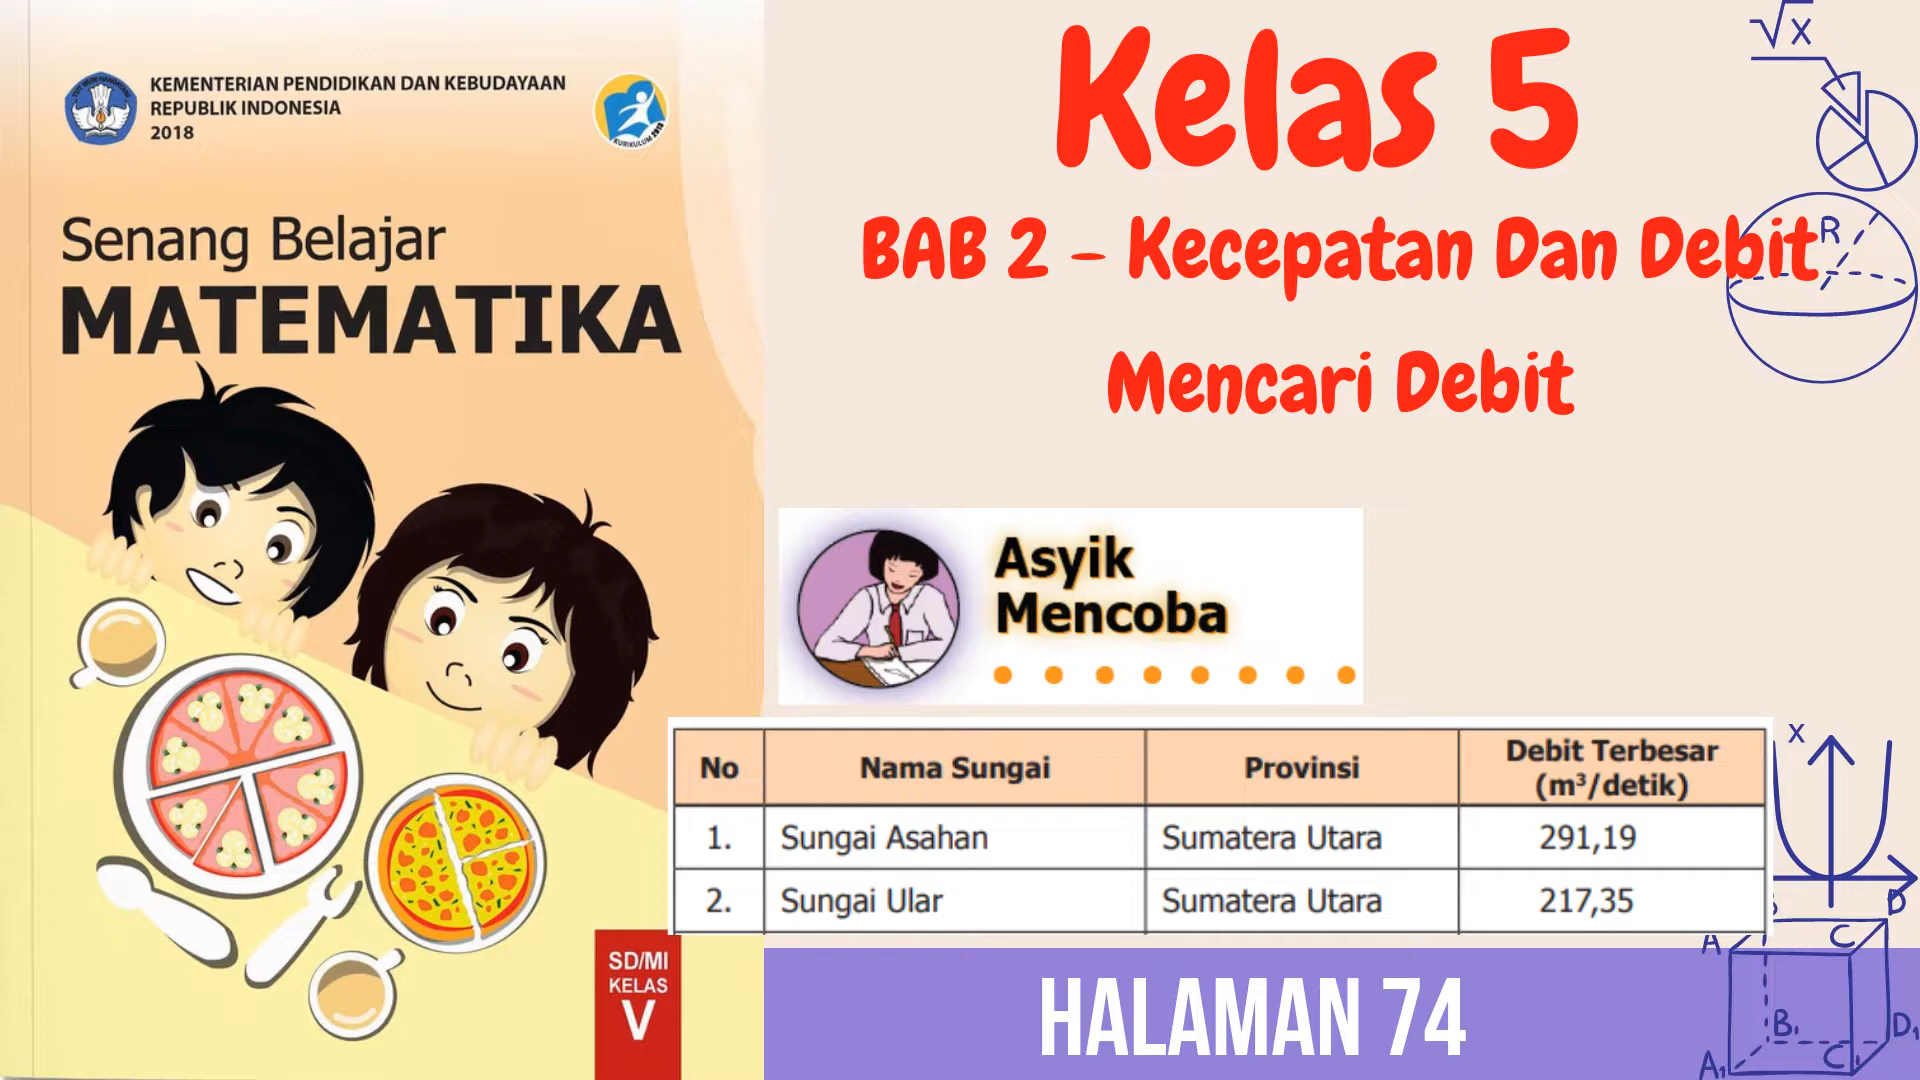 KEMENTERIAN PENDIDIKAN DAN KEBUDAYAAN
REPUBLIK INDONESIA
2018
KURIKULUM 2013
Senang Belajar
MATEMATIKA
SD/MI
KELAS
V
Kelas 5
BAB 2 - Kecepatan Dan Debit
Mencari Debit
Asyik
Mencoba
No Nama Sungai Provinsi Debit Terbesar (m³/detik)
1. Sungai Asahan Sumatera Utara 291,19
2. Sungai Ular Sumatera Utara 217,35
HALAMAN 74
√x
R
X
D
A
C
B₁
D₁
A₁
C